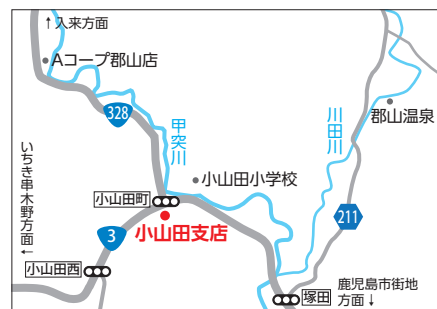 ↑入来方面
Aコープ郡山店
328
甲突川
川田川
郡山温泉
いちき串木野方面→
小山田町
小山田小学校
211
小山田支店
3
小山田西
鹿児島市街地
方面↓
塚田